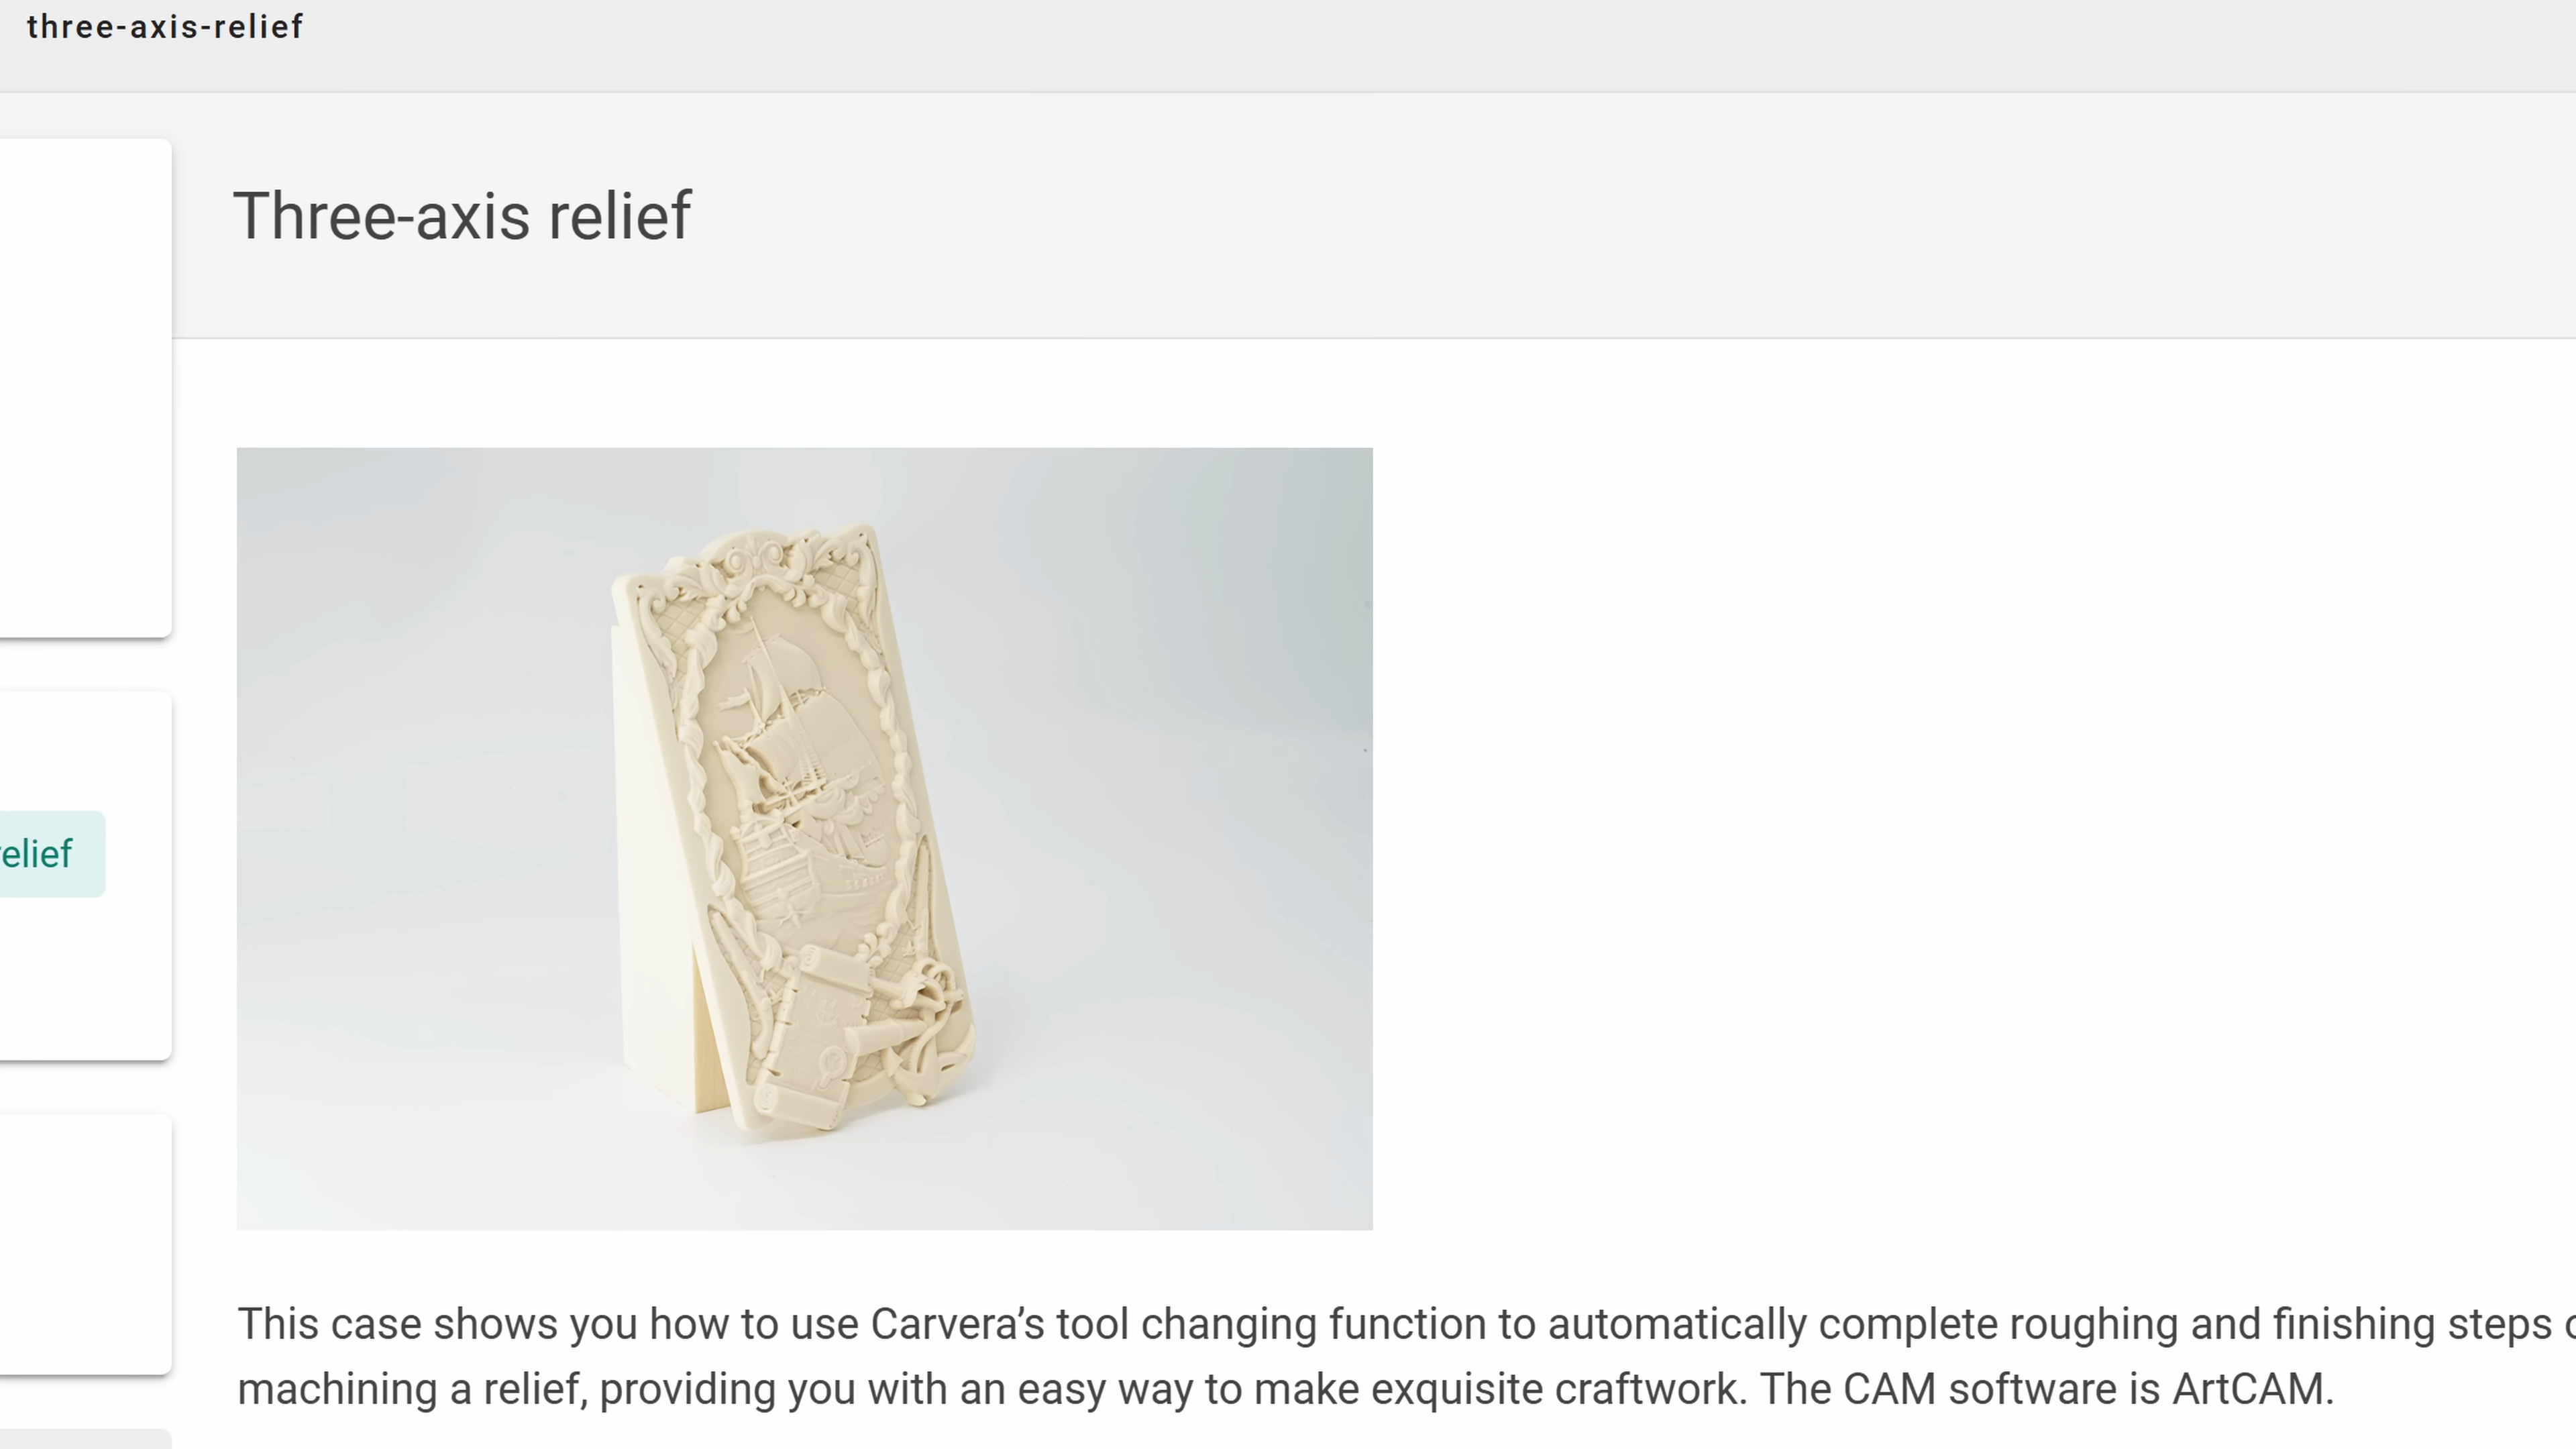 three-axis-relief
Three-axis relief
relief
This case shows you how to use Carvera’s tool changing function to automatically complete roughing and finishing steps
machining a relief, providing you with an easy way to make exquisite craftwork. The CAM software is ArtCAM.